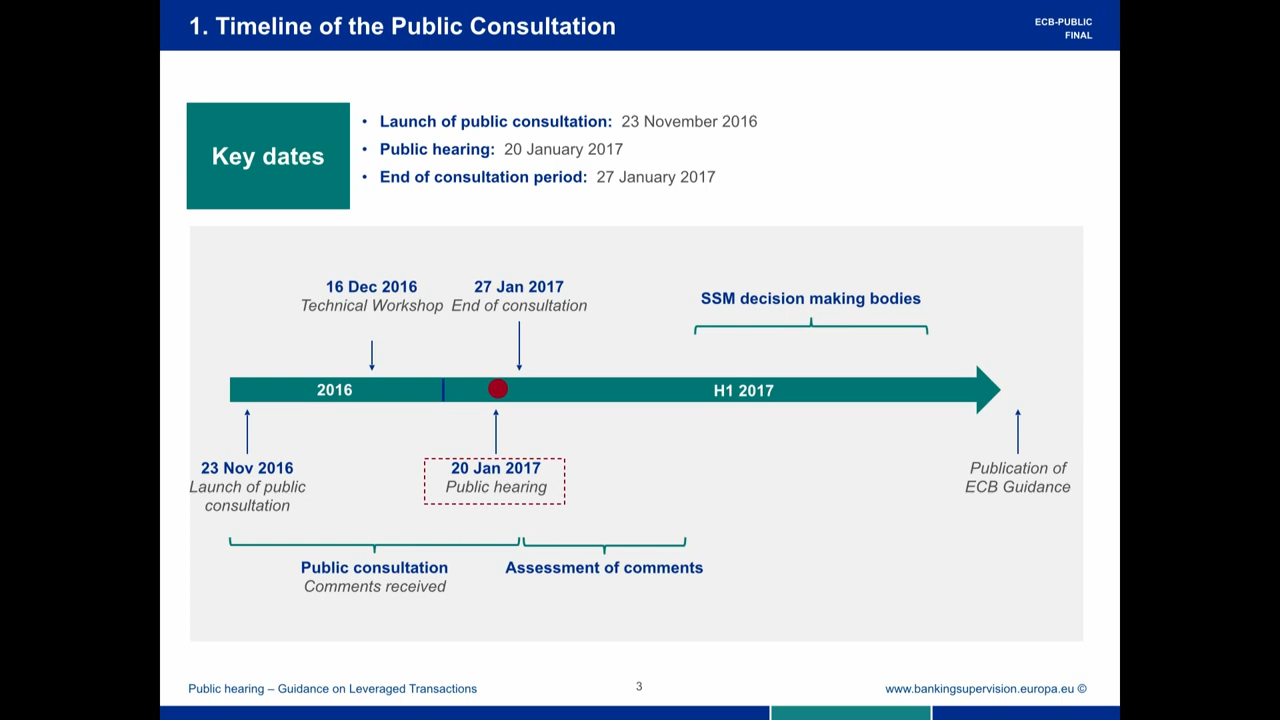 1. Timeline of the Public Consultation
ECB-PUBLIC
FINAL
Key dates
• Launch of public consultation: 23 November 2016
• Public hearing: 20 January 2017
• End of consultation period: 27 January 2017
16 Dec 2016
Technical Workshop
27 Jan 2017
End of consultation
SSM decision making bodies
2016
H1 2017
23 Nov 2016
Launch of public
consultation
20 Jan 2017
Public hearing
Publication of
ECB Guidance
Public consultation
Comments received
Assessment of comments
Public hearing – Guidance on Leveraged Transactions
3
www.bankingsupervision.europa.eu ©